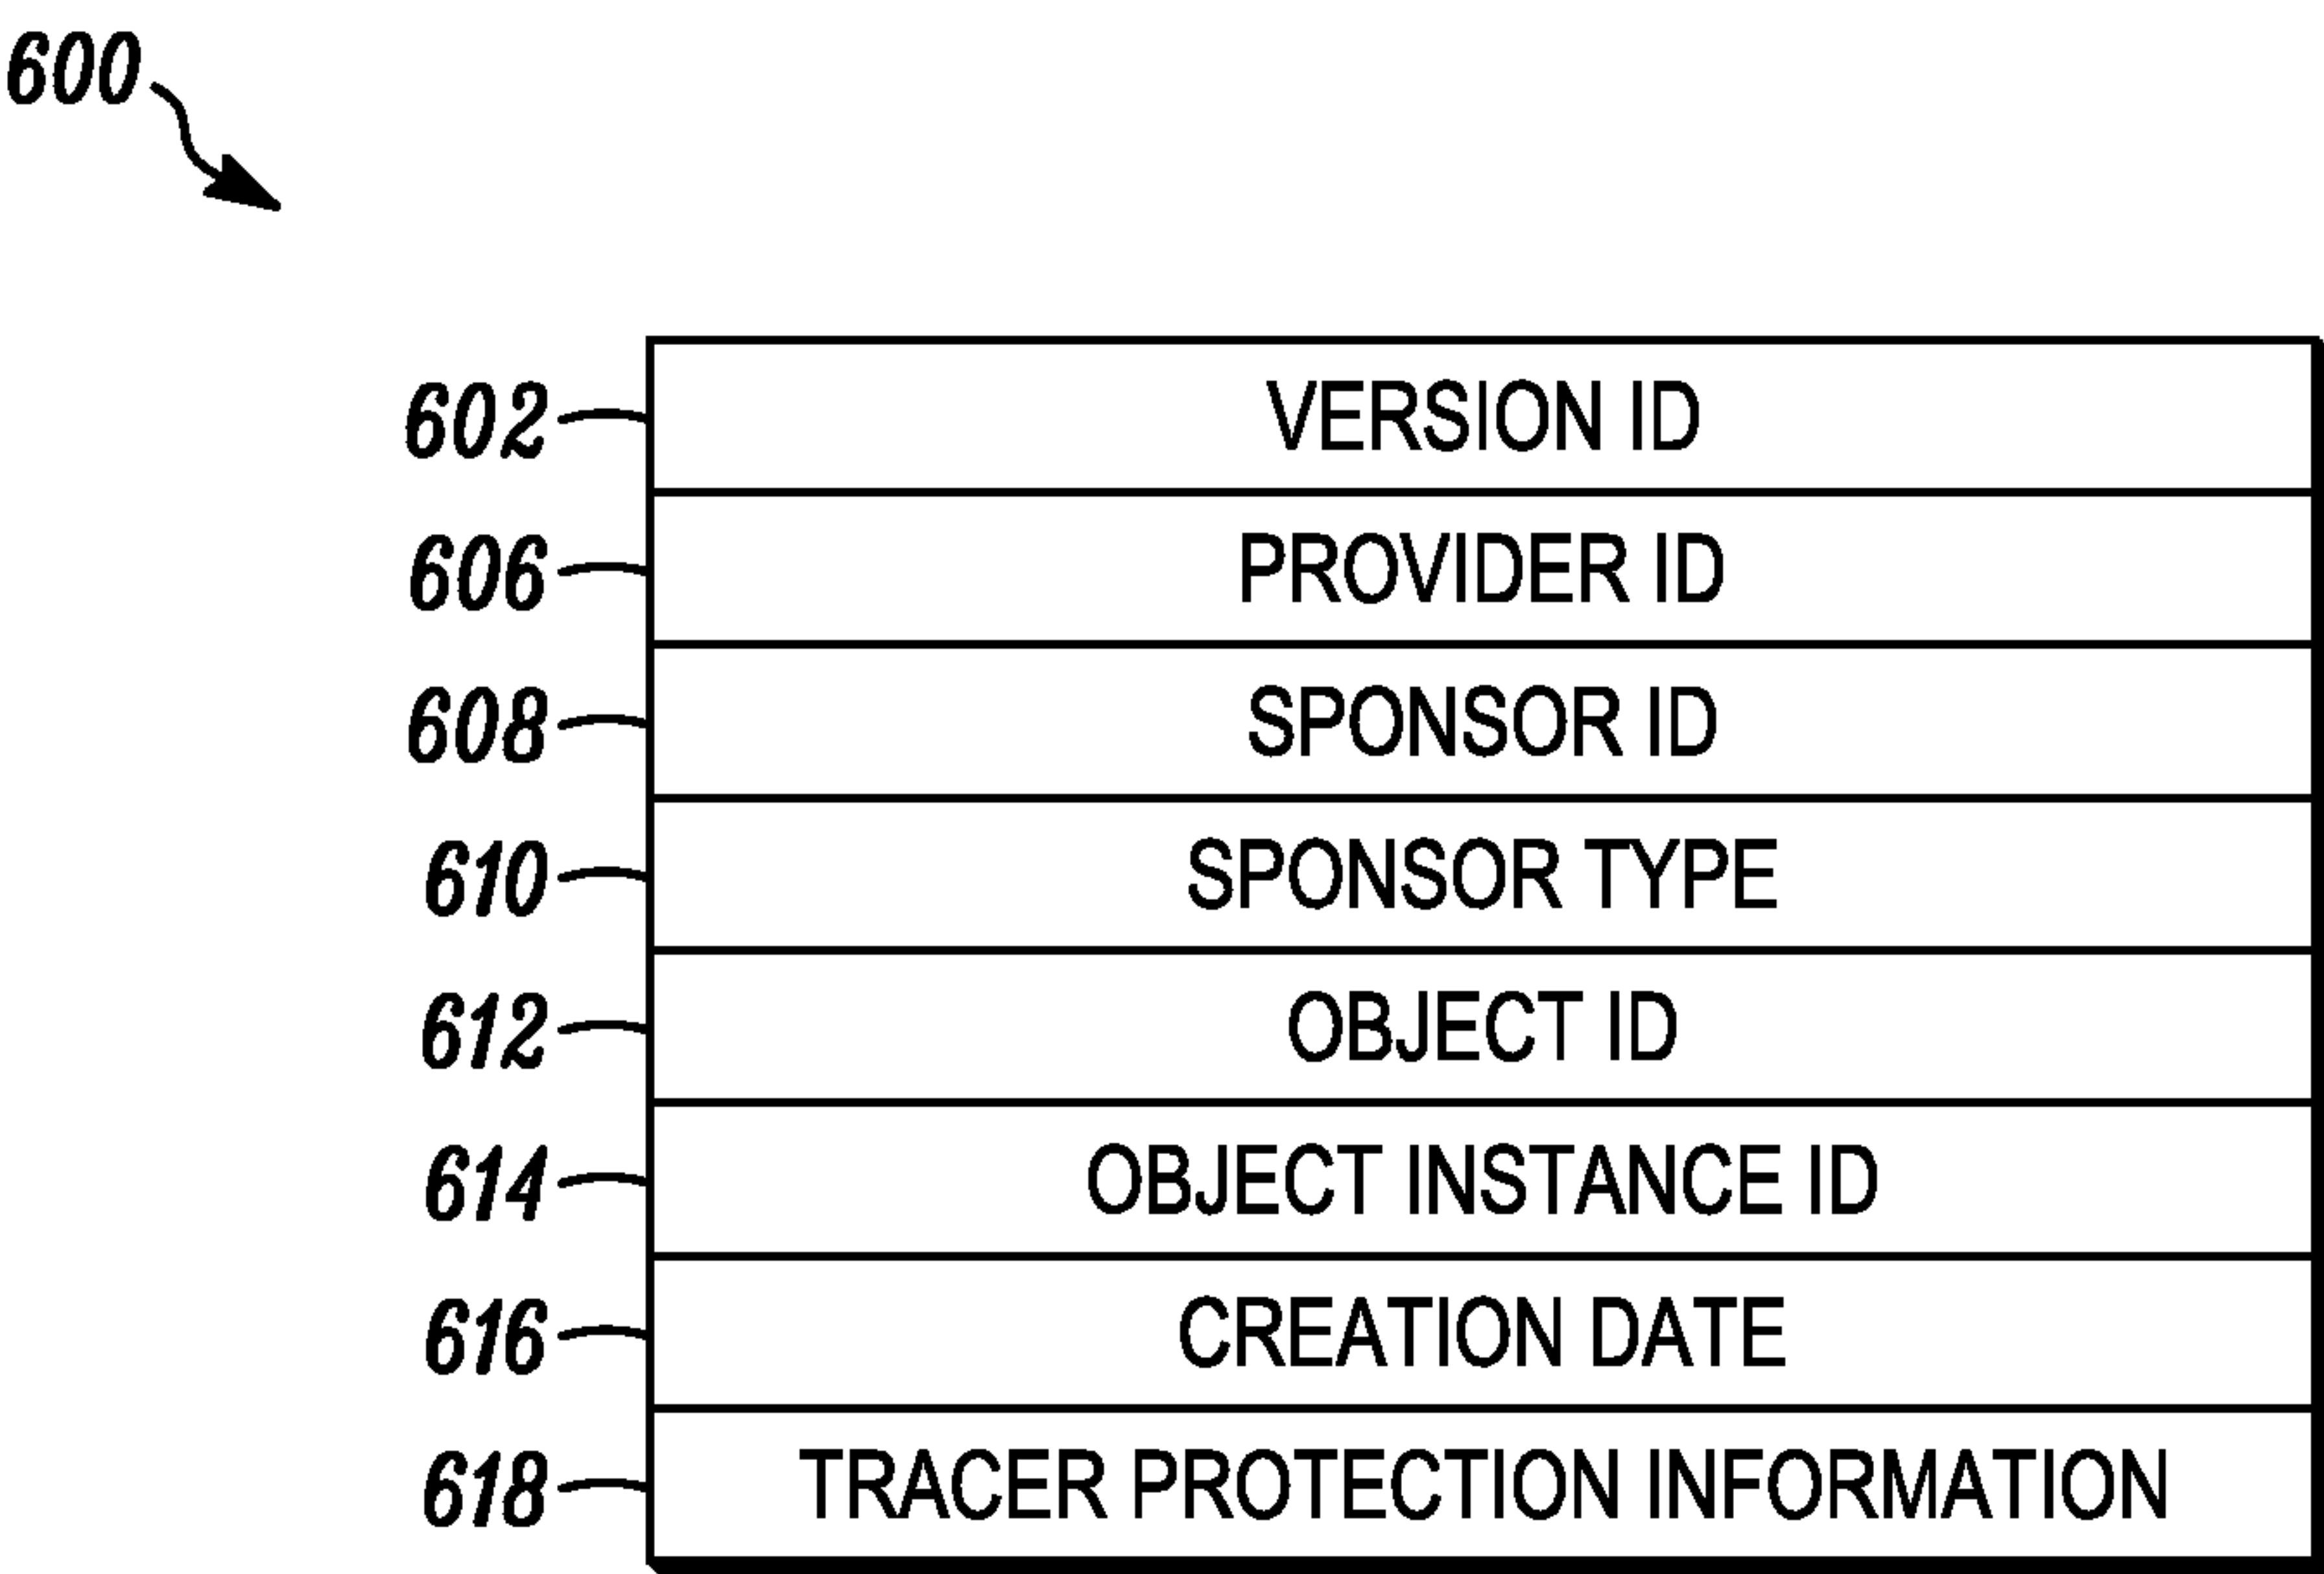 600
602 VERSION ID
606 PROVIDER ID
608 SPONSOR ID
610 SPONSOR TYPE
612 OBJECT ID
614 OBJECT INSTANCE ID
616 CREATION DATE
618 TRACER PROTECTION INFORMATION